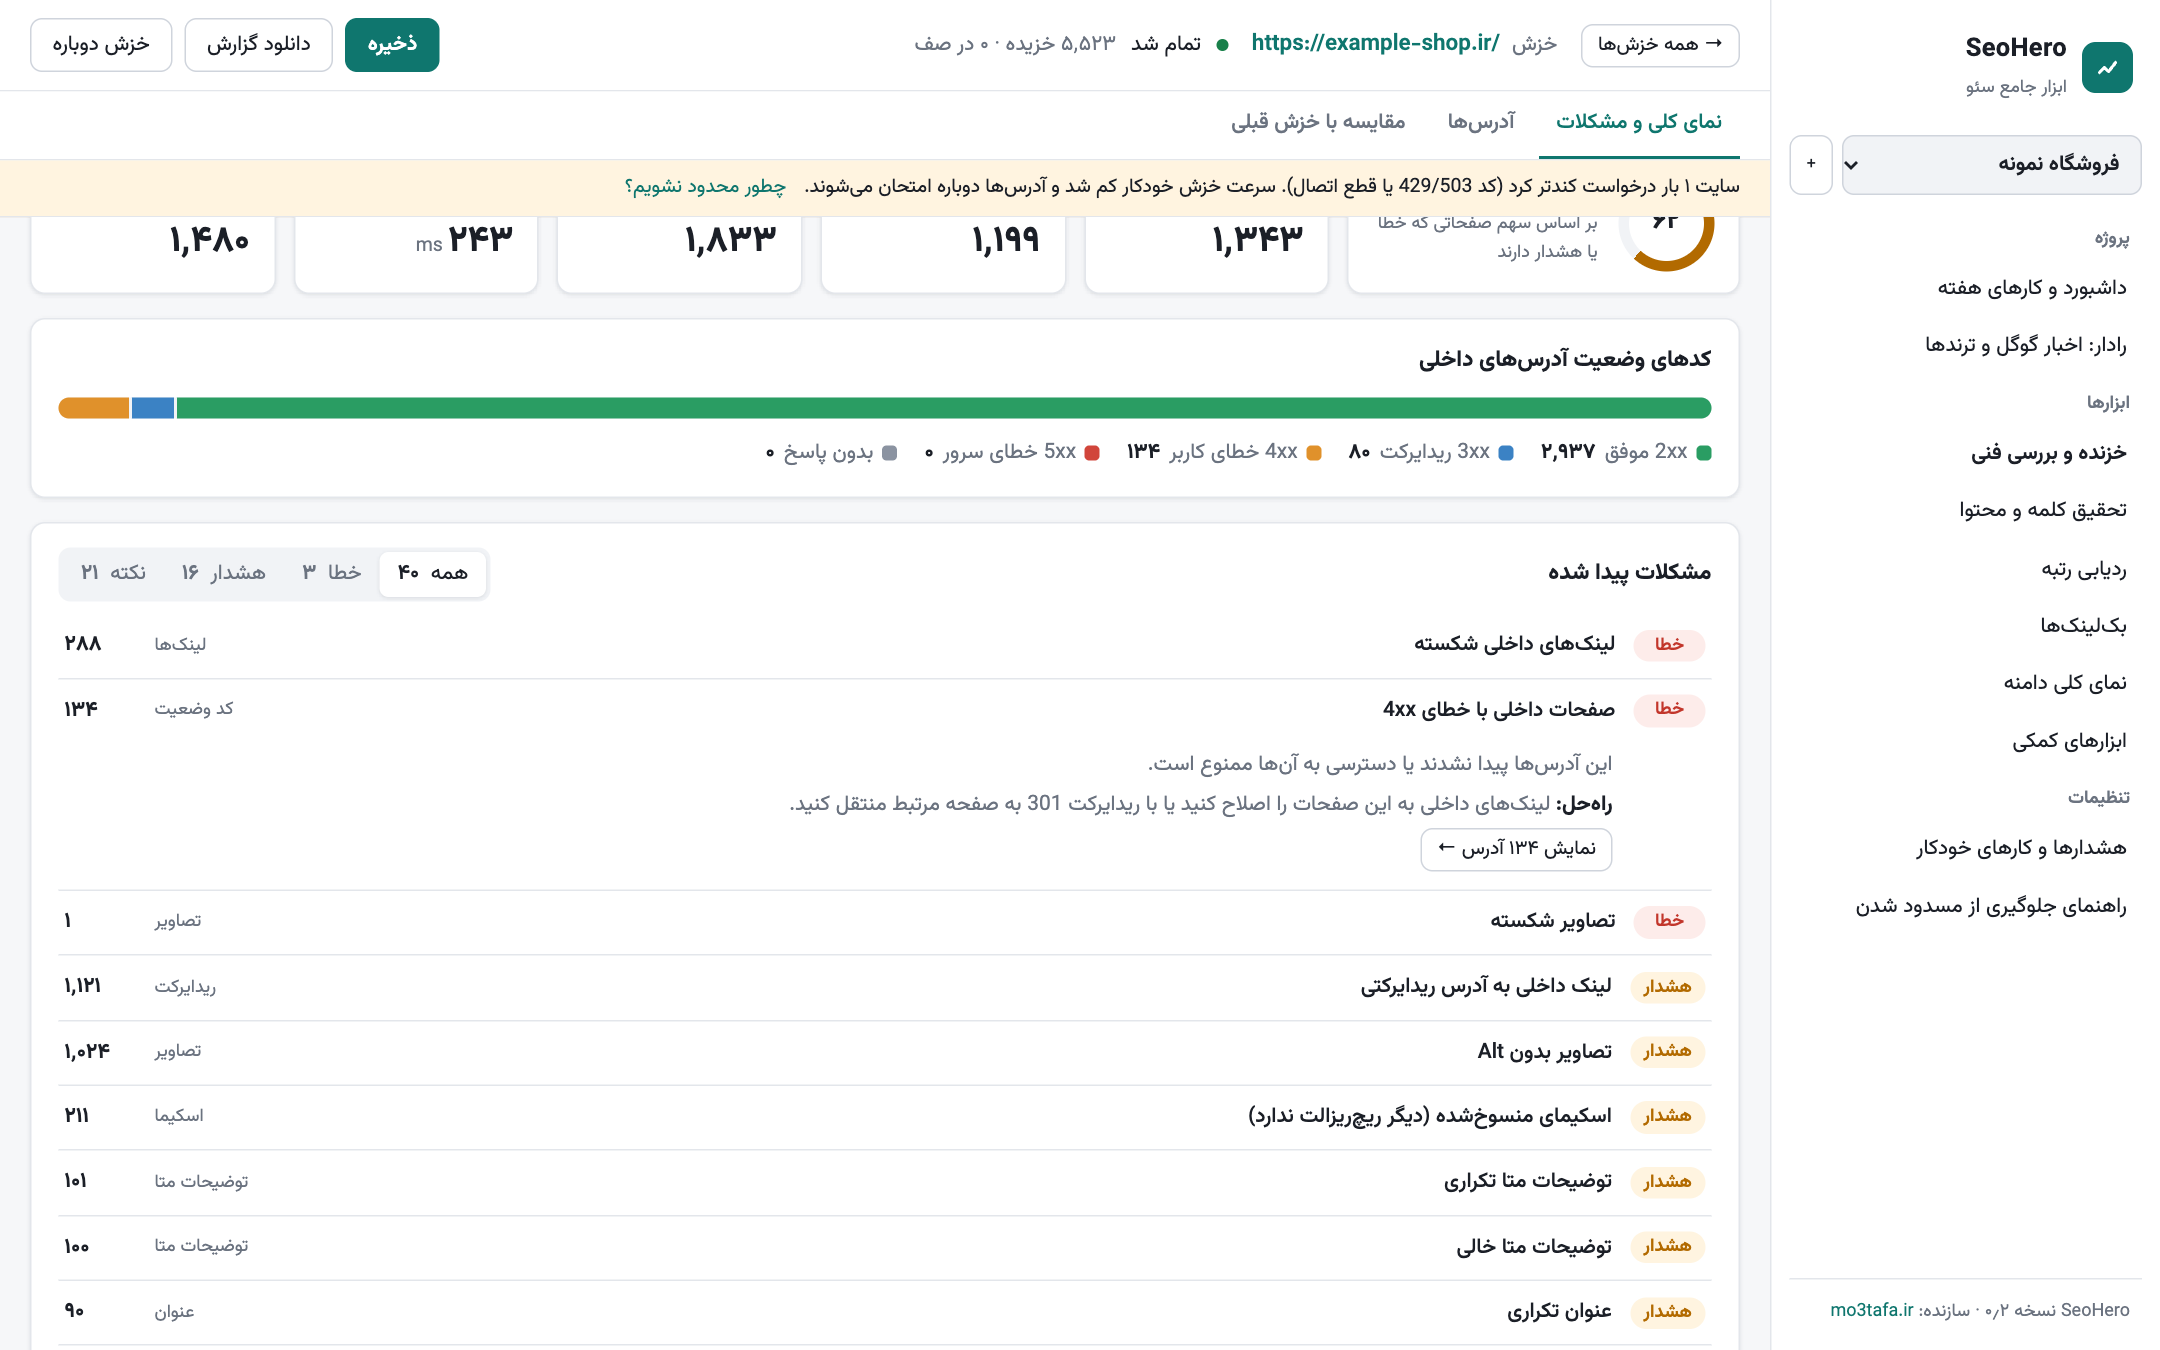 SeoHero
ابزار جامع سئو
فروشگاه نمونه
+
پروژه
داشبورد و کارهای هفته
رادار: اخبار گوگل و ترندها
ابزارها
خزنده و بررسی فنی
تحقیق کلمه و محتوا
ردیابی رتبه
بک‌لینک‌ها
نمای کلی دامنه
ابزارهای کمکی
تنظیمات
هشدارها و کارهای خودکار
راهنمای جلوگیری از مسدود شدن
SeoHero نسخه ۰٫۲ · سازنده: mo3tafa.ir
→ همه خزش‌ها
خزش https://example-shop.ir/
تمام شد ۵,۵۲۳ خزیده · ۰ در صف
ذخیره
دانلود گزارش
خزش دوباره
نمای کلی و مشکلات
آدرس‌ها
مقایسه با خزش قبلی
سایت ۱ بار درخواست کندتر کرد (کد 429/503 یا قطع اتصال). سرعت خزش خودکار کم شد و آدرس‌ها دوباره امتحان می‌شوند. چطور محدود نشویم؟
بر اساس سهم صفحاتی که خطا
یا هشدار دارند
۱,۳۴۳
۱,۱۹۹
۱,۸۳۳
۲۴۳ ms
۱,۴۸۰
کدهای وضعیت آدرس‌های داخلی
2xx موفق ۲,۹۳۷
3xx ریدایرکت ۸۰
4xx خطای کاربر ۱۳۴
5xx خطای سرور ۰
بدون پاسخ ۰
مشکلات پیدا شده
همه ۴۰
خطا ۳
هشدار ۱۶
نکته ۲۱
خطا لینک‌های داخلی شکسته لینک‌ها ۲۸۸
خطا صفحات داخلی با خطای 4xx کد وضعیت ۱۳۴
این آدرس‌ها پیدا نشدند یا دسترسی به آن‌ها ممنوع است.
راه‌حل: لینک‌های داخلی به این صفحات را اصلاح کنید یا با ریدایرکت 301 به صفحه مرتبط منتقل کنید.
نمایش ۱۳۴ آدرس ←
خطا تصاویر شکسته تصاویر ۱
هشدار لینک داخلی به آدرس ریدایرکتی ریدایرکت ۱,۱۲۱
هشدار تصاویر بدون Alt تصاویر ۱,۰۲۴
هشدار اسکیمای منسوخ‌شده (دیگر ریچ‌ریزالت ندارد) اسکیما ۲۱۱
هشدار توضیحات متا تکراری توضیحات متا ۱۰۱
هشدار توضیحات متا خالی توضیحات متا ۱۰۰
هشدار عنوان تکراری عنوان ۹۰